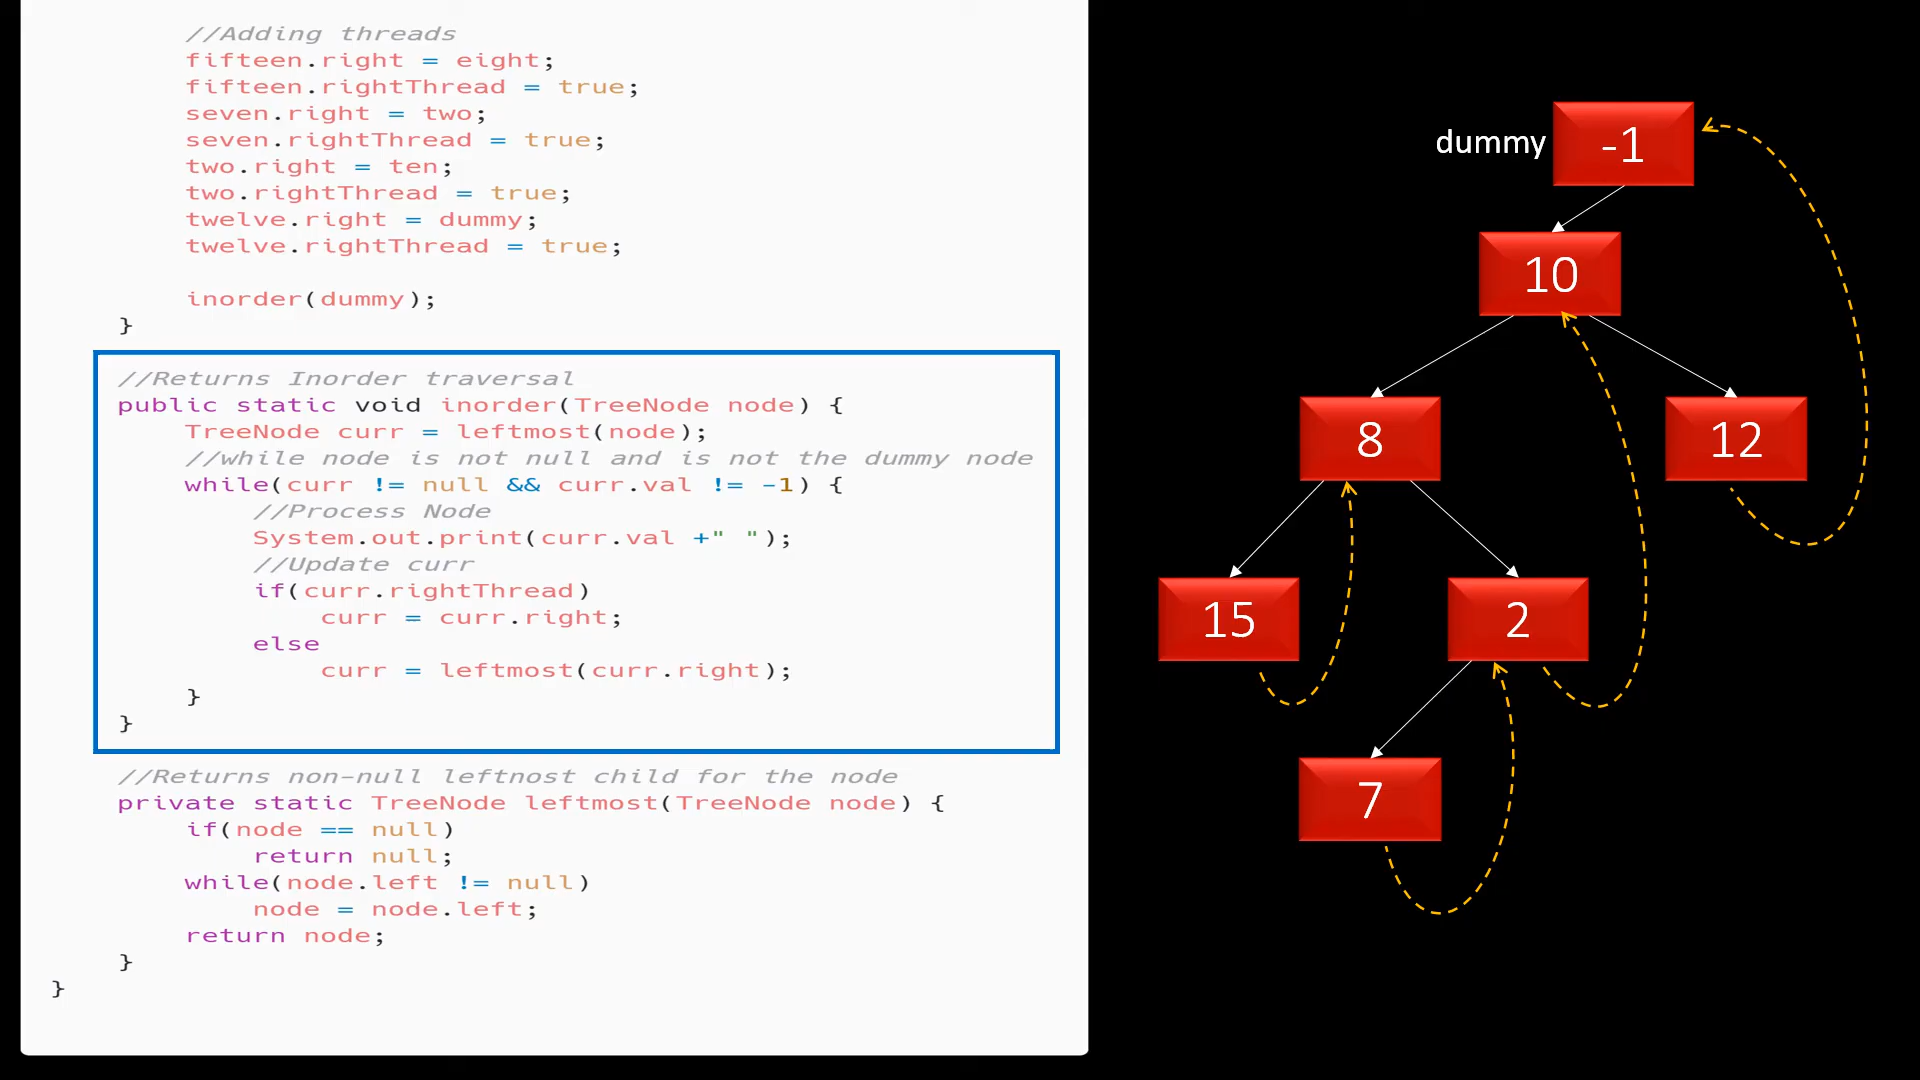 //Adding threads
fifteen.right = eight;
fifteen.rightThread = true;
seven.right = two;
seven.rightThread = true;
two.right = ten;
two.rightThread = true;
twelve.right = dummy;
twelve.rightThread = true;
inorder(dummy);
}
//Returns Inorder traversal
public static void inorder(TreeNode node) {
TreeNode curr = leftmost(node);
//while node is not null and is not the dummy node
while(curr != null && curr.val != -1) {
//Process Node
System.out.print(curr.val +" ");
//Update curr
if(curr.rightThread)
curr = curr.right;
else
curr = leftmost(curr.right);
}
}
//Returns non-null leftnost child for the node
private static TreeNode leftmost(TreeNode node) {
if(node == null)
return null;
while(node.left != null)
node = node.left;
return node;
}
}
dummy
-1
10
8
12
15
2
7